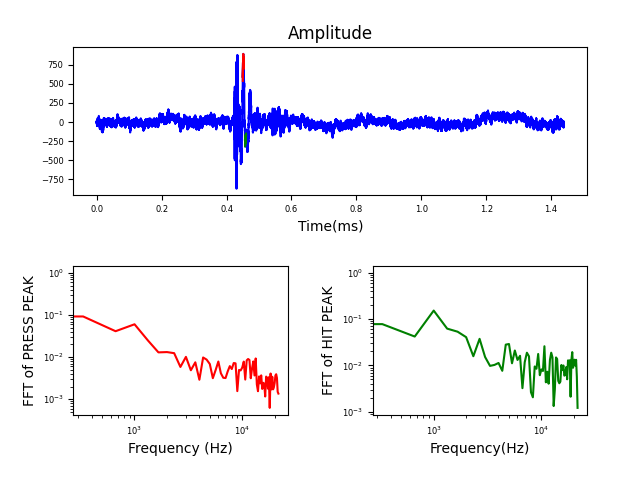 Amplitude
750
500
250
0
−250
−500
−750
0.0 0.2 0.4 0.6 0.8 1.0 1.2 1.4
Time(ms)
FFT of PRESS PEAK
10⁰
10⁻¹
10⁻²
10⁻³
10³ 10⁴
Frequency (Hz)
FFT of HIT PEAK
10⁰
10⁻¹
10⁻²
10⁻³
10³ 10⁴
Frequency(Hz)